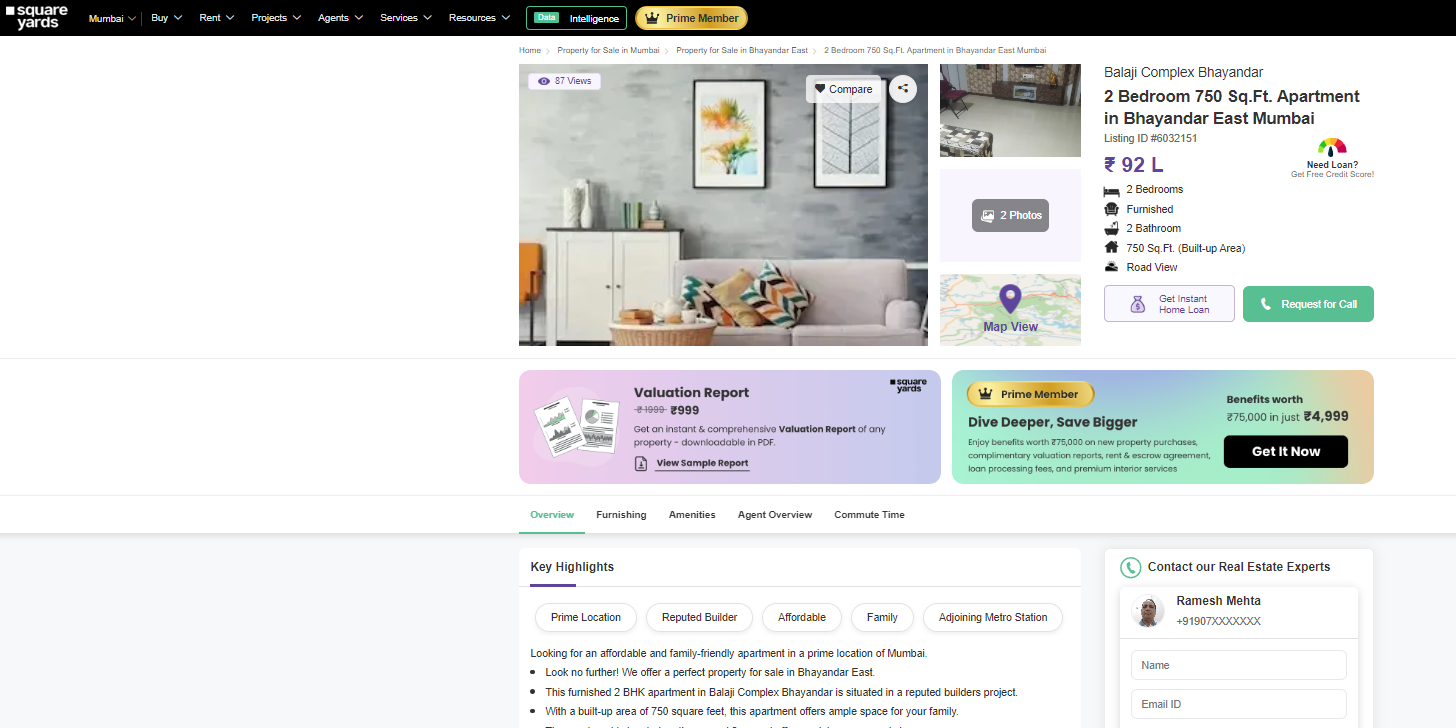 square
yards
Mumbai
Buy
Rent
Projects
Agents
Services
Resources
Data Intelligence
Prime Member
Home
Property for Sale in Mumbai
Property for Sale in Bhayandar East
2 Bedroom 750 Sq.Ft. Apartment in Bhayandar East Mumbai
87 Views
Compare
2 Photos
Map View
Balaji Complex Bhayandar
2 Bedroom 750 Sq.Ft. Apartment
in Bhayandar East Mumbai
Listing ID #6032151
₹ 92 L
Need Loan?
Get Free Credit Score!
2 Bedrooms
Furnished
2 Bathroom
750 Sq.Ft. (Built-up Area)
Road View
Get Instant
Home Loan
Request for Call
Valuation Report
₹ 1999 ₹999
Get an instant & comprehensive Valuation Report of any
property - downloadable in PDF.
View Sample Report
square
yards
Prime Member
Dive Deeper, Save Bigger
Enjoy benefits worth ₹75,000 on new property purchases,
complimentary valuation reports, rent & escrow agreement,
loan processing fees, and premium interior services
Benefits worth
₹75,000 in just ₹4,999
Get It Now
Overview
Furnishing
Amenities
Agent Overview
Commute Time
Key Highlights
Prime Location
Reputed Builder
Affordable
Family
Adjoining Metro Station
Looking for an affordable and family-friendly apartment in a prime location of Mumbai.
Look no further! We offer a perfect property for sale in Bhayandar East.
This furnished 2 BHK apartment in Balaji Complex Bhayandar is situated in a reputed builders project.
With a built-up area of 750 square feet, this apartment offers ample space for your family.
Contact our Real Estate Experts
Ramesh Mehta
+91907XXXXXXX
Name
Email ID